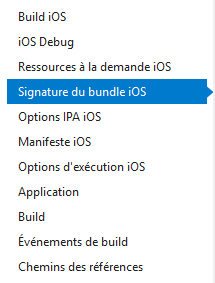 Build iOS
iOS Debug
Ressources à la demande iOS
Signature du bundle iOS
Options IPA iOS
Manifeste iOS
Options d'exécution iOS
Application
Build
Événements de build
Chemins des références